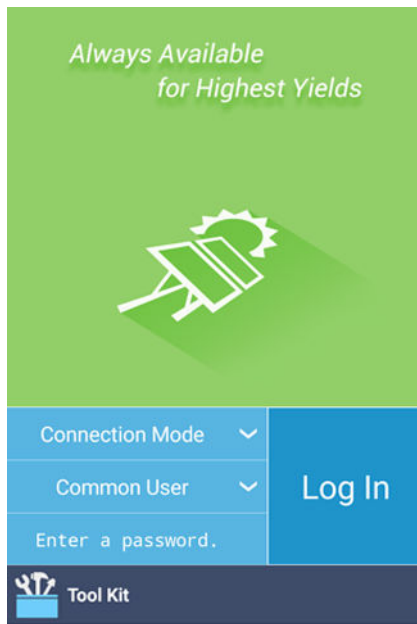 Always Available
for Highest Yields
Connection Mode
Common User
Log In
Enter a password.
Tool Kit